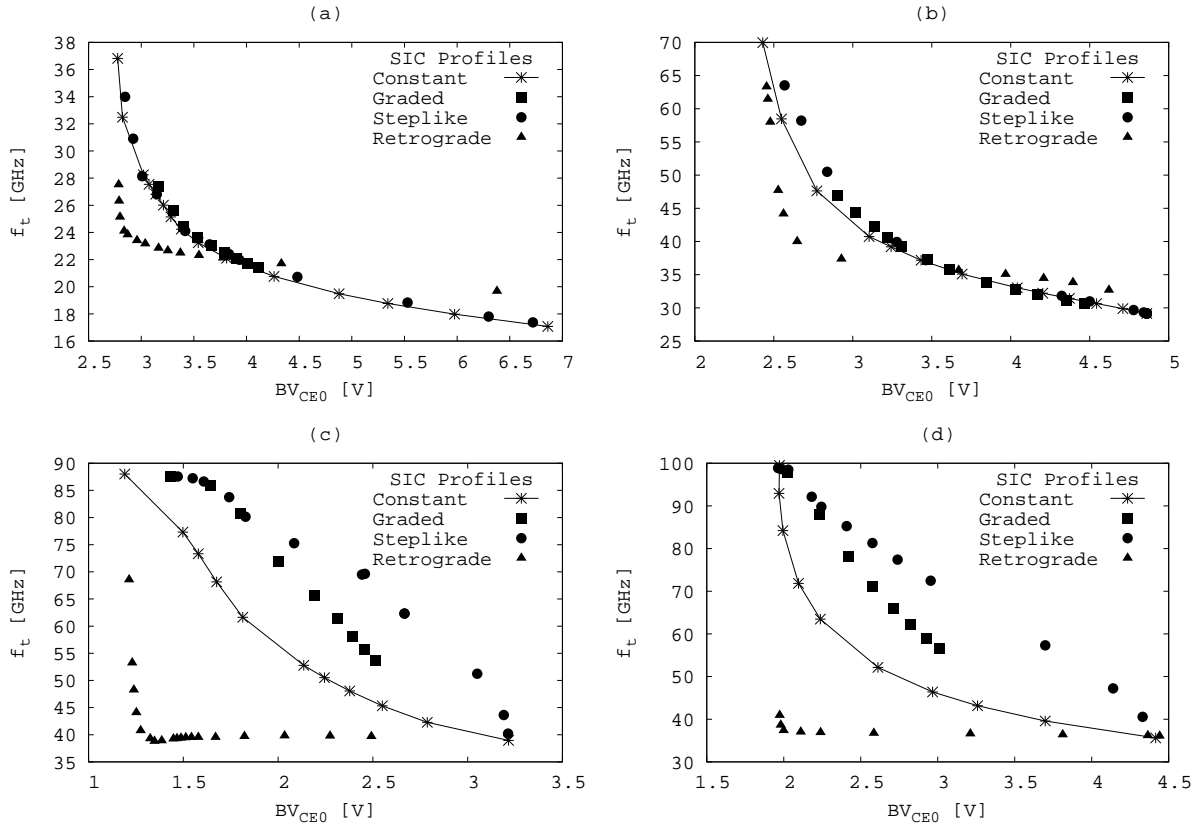 (a)
38
36
34
32
30
28
26
24
22
20
18
16
2.5
3
3.5
4
4.5
5
5.5
6
6.5
7
f_t [GHz]
BV_CE0 [V]
SIC Profiles
Constant
Graded
Steplike
Retrograde
(b)
70
65
60
55
50
45
40
35
30
25
2
2.5
3
3.5
4
4.5
5
f_t [GHz]
BV_CE0 [V]
SIC Profiles
Constant
Graded
Steplike
Retrograde
(c)
90
85
80
75
70
65
60
55
50
45
40
35
1
1.5
2
2.5
3
3.5
f_t [GHz]
BV_CE0 [V]
SIC Profiles
Constant
Graded
Steplike
Retrograde
(d)
100
90
80
70
60
50
40
30
1.5
2
2.5
3
3.5
4
4.5
f_t [GHz]
BV_CE0 [V]
SIC Profiles
Constant
Graded
Steplike
Retrograde